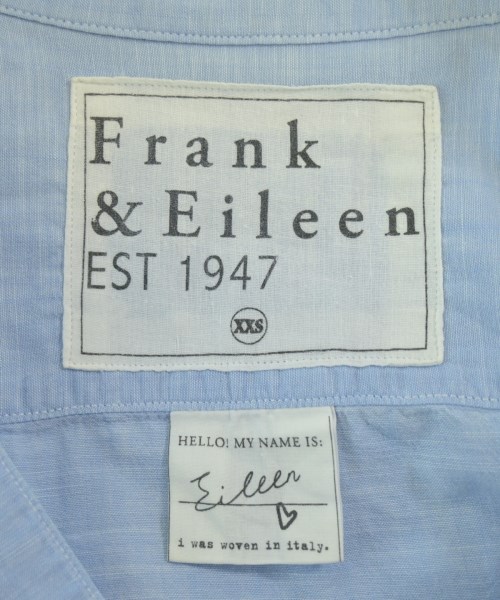 Frank
& Eileen
EST 1947
XXS
HELLO! MY NAME IS:
Eileen
i was woven in italy.